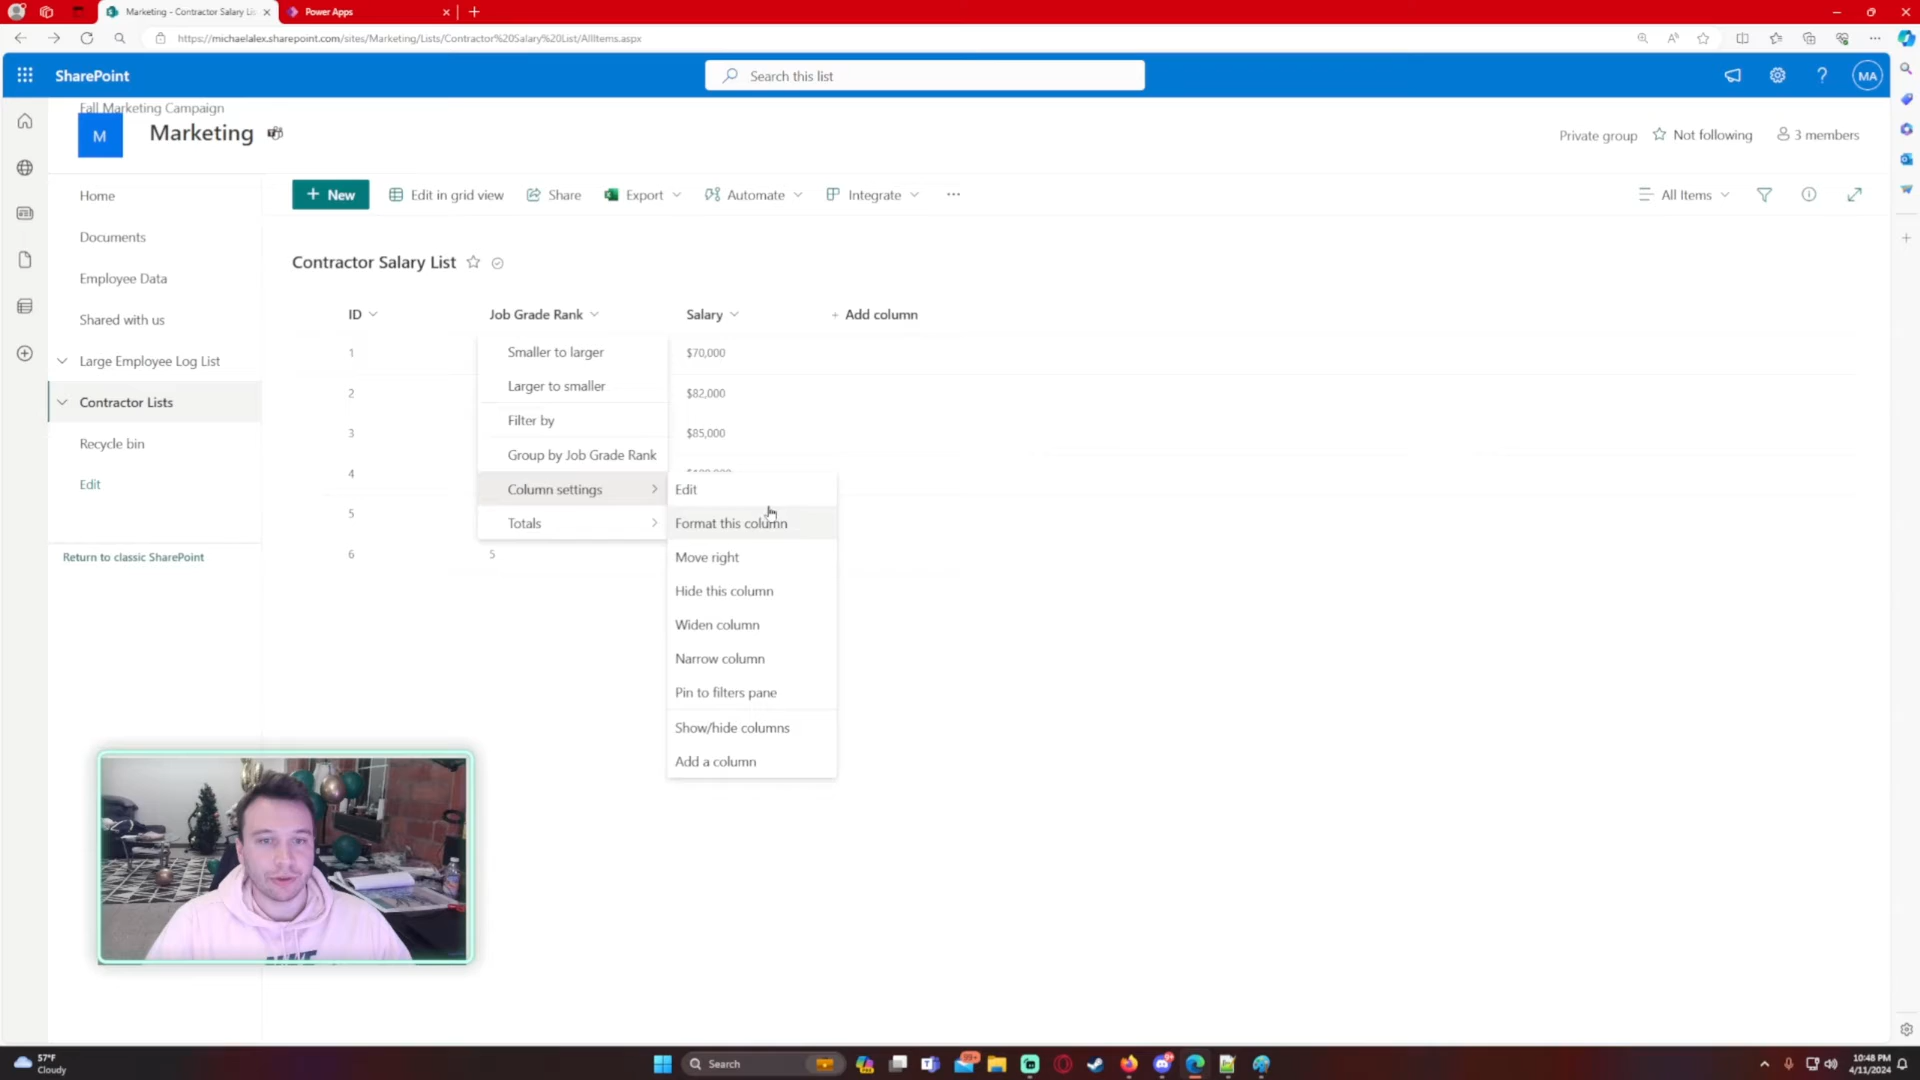 Marketing - Contractor Salary Lis
Power Apps
https://michaelalex.sharepoint.com/sites/Marketing/Lists/Contractor%20Salary%20List/AllItems.aspx
SharePoint
Search this list
MA
Fall Marketing Campaign
M
Marketing
Private group
Not following
3 members
Home
Documents
Employee Data
Shared with us
Large Employee Log List
Contractor Lists
Recycle bin
Edit
Return to classic SharePoint
New
Edit in grid view
Share
Export
Automate
Integrate
All Items
Contractor Salary List
ID
Job Grade Rank
Salary
Add column
1
$70,000
2
$82,000
3
$85,000
4
5
6
5
Smaller to larger
Larger to smaller
Filter by
Group by Job Grade Rank
Column settings
Totals
Edit
Format this column
Move right
Hide this column
Widen column
Narrow column
Pin to filters pane
Show/hide columns
Add a column
57°F
Cloudy
Search
99+
10:48 PM
4/11/2024